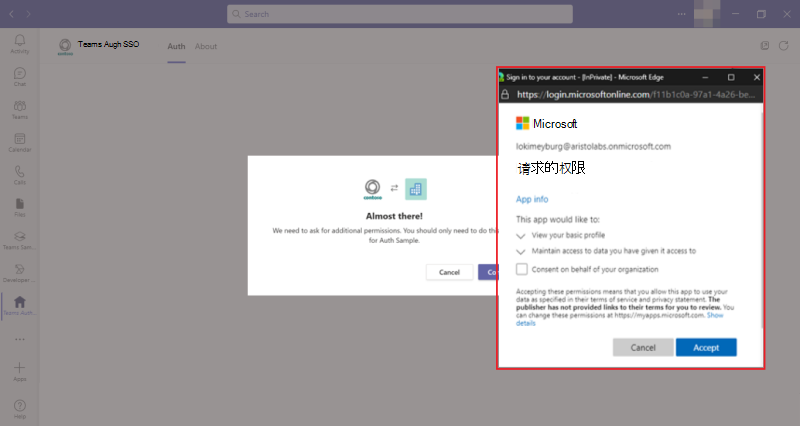 Search
Teams Augh SSO
Auth
About
Activity
Chat
Teams
Calendar
Calls
Files
Teams Sam...
Developer ...
Teams Auth...
Apps
Help
contoso
Almost there!
We need to ask for additional permissions. You should only need to do thi
for Auth Sample.
Cancel
Co
Sign in to your account - [InPrivate] - Microsoft Edge
https://login.microsoftonline.com/f11b1c0a-97a1-4a26-be...
Microsoft
lokimeyburg@aristolabs.onmicrosoft.com
请求的权限
App info
This app would like to:
View your basic profile
Maintain access to data you have given it access to
Consent on behalf of your organization
Accepting these permissions means that you allow this app to use your
data as specified in their terms of service and privacy statement. The
publisher has not provided links to their terms for you to review. You
can change these permissions at https://myapps.microsoft.com. Show
details
Cancel
Accept